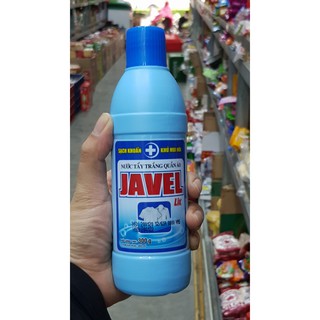 SẠCH KHUẨN KHỬ MÙI HÔI
NƯỚC TẨY TRẮNG QUẦN ÁO
JAVEL
Lix